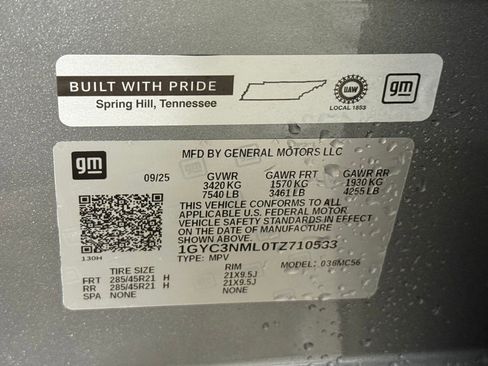 BUILT WITH PRIDE
Spring Hill, Tennessee
UAW
LOCAL 1853
gm
gm
MFD BY GENERAL MOTORS LLC
09/25 GVWR GAWR FRT GAWR RR
3420 KG 1570 KG 1930 KG
7540 LB 3461 LB 4255 LB
THIS VEHICLE CONFORMS TO ALL
APPLICABLE U.S. FEDERAL MOTOR
VEHICLE SAFETY STANDARDS IN EFFECT
ON THE DATE OF MANUFACTURE
SHOWN ABOVE.
1GYC3NML0TZ710533
130H TYPE: MPV MODEL: 036MC56
TIRE SIZE RIM
FRT 285/45R21 H 21X9.5J
RR 285/45R21 H 21X9.5J
SPA NONE NONE